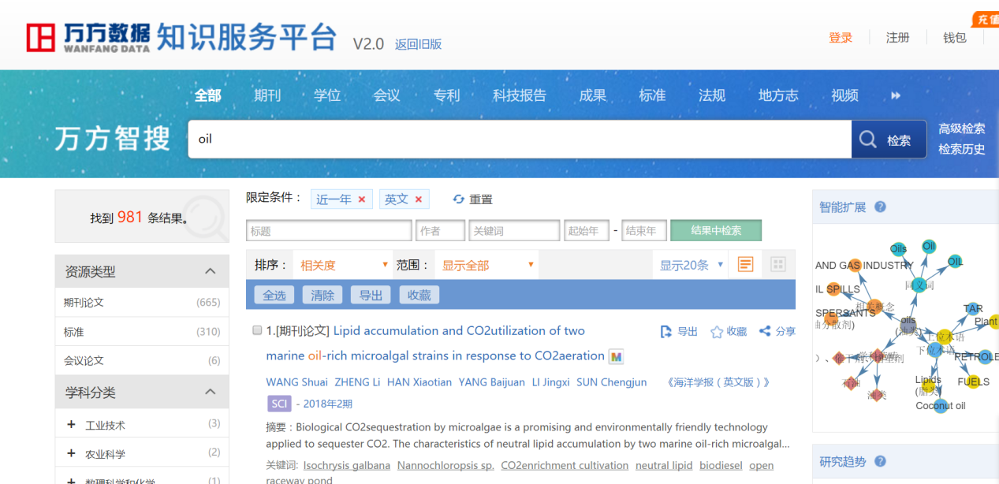 万方数据 知识服务平台 V2.0 返回旧版
WANFANG DATA
登录 注册 钱包
全部 期刊 学位 会议 专利 科技报告 成果 标准 法规 地方志 视频
万方智搜 oil 检索
高级检索
检索历史
找到 981 条结果。
资源类型
期刊论文 (665)
标准 (310)
会议论文 (6)
学科分类
+ 工业技术 (3)
+ 农业科学 (2)
+ 数理科学和化学 (1)
限定条件： 近一年 × 英文 × 重置
标题 作者 关键词 起始年 - 结束年 结果中检索
排序： 相关度 范围： 显示全部 显示20条
全选 清除 导出 收藏
1.[期刊论文] Lipid accumulation and CO2utilization of two
marine oil-rich microalgal strains in response to CO2aeration M
导出 收藏 分享
WANG Shuai ZHENG Li HAN Xiaotian YANG Baijuan LI Jingxi SUN Chengjun 《海洋学报（英文版）》
SCI - 2018年2期
摘要：Biological CO2sequestration by microalgae is a promising and environmentally friendly technology
applied to sequester CO2. The characteristics of neutral lipid accumulation by two marine oil-rich microalgal...
关键词: Isochrysis galbana Nannochloropsis sp. CO2enrichment cultivation neutral lipid biodiesel open
raceway pond
智能扩展
Oils Oil OIL
AND GAS INDUSTRY
同义词
IL SPILLS
相关概念
SPERSANTS
油分散剂)
oils
(油类)
TAR
Plant
上位术语
下位术语
PETROLE
石油
油类
Lipids
(脂类)
FUELS
Coconut oil
研究趋势